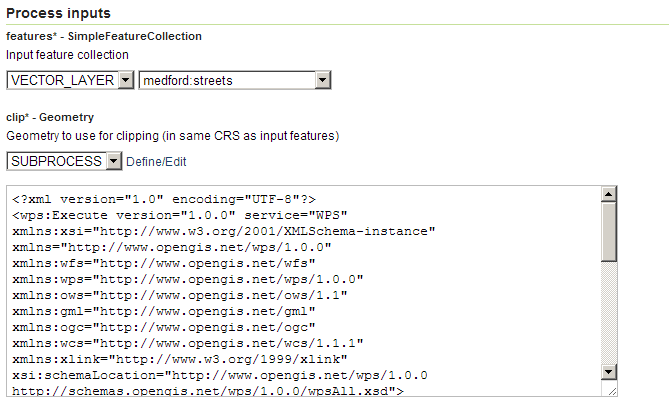 Process inputs
features* - SimpleFeatureCollection
Input feature collection
VECTOR_LAYER medford:streets
clip* - Geometry
Geometry to use for clipping (in same CRS as input features)
SUBPROCESS Define/Edit
<?xml version="1.0" encoding="UTF-8"?>
<wps:Execute version="1.0.0" service="WPS"
xmlns:xsi="http://www.w3.org/2001/XMLSchema-instance"
xmlns="http://www.opengis.net/wps/1.0.0"
xmlns:wfs="http://www.opengis.net/wfs"
xmlns:wps="http://www.opengis.net/wps/1.0.0"
xmlns:ows="http://www.opengis.net/ows/1.1"
xmlns:gml="http://www.opengis.net/gml"
xmlns:ogc="http://www.opengis.net/ogc"
xmlns:wcs="http://www.opengis.net/wcs/1.1.1"
xmlns:xlink="http://www.w3.org/1999/xlink"
xsi:schemaLocation="http://www.opengis.net/wps/1.0.0
http://schemas.opengis.net/wps/1.0.0/wpsAll.xsd">